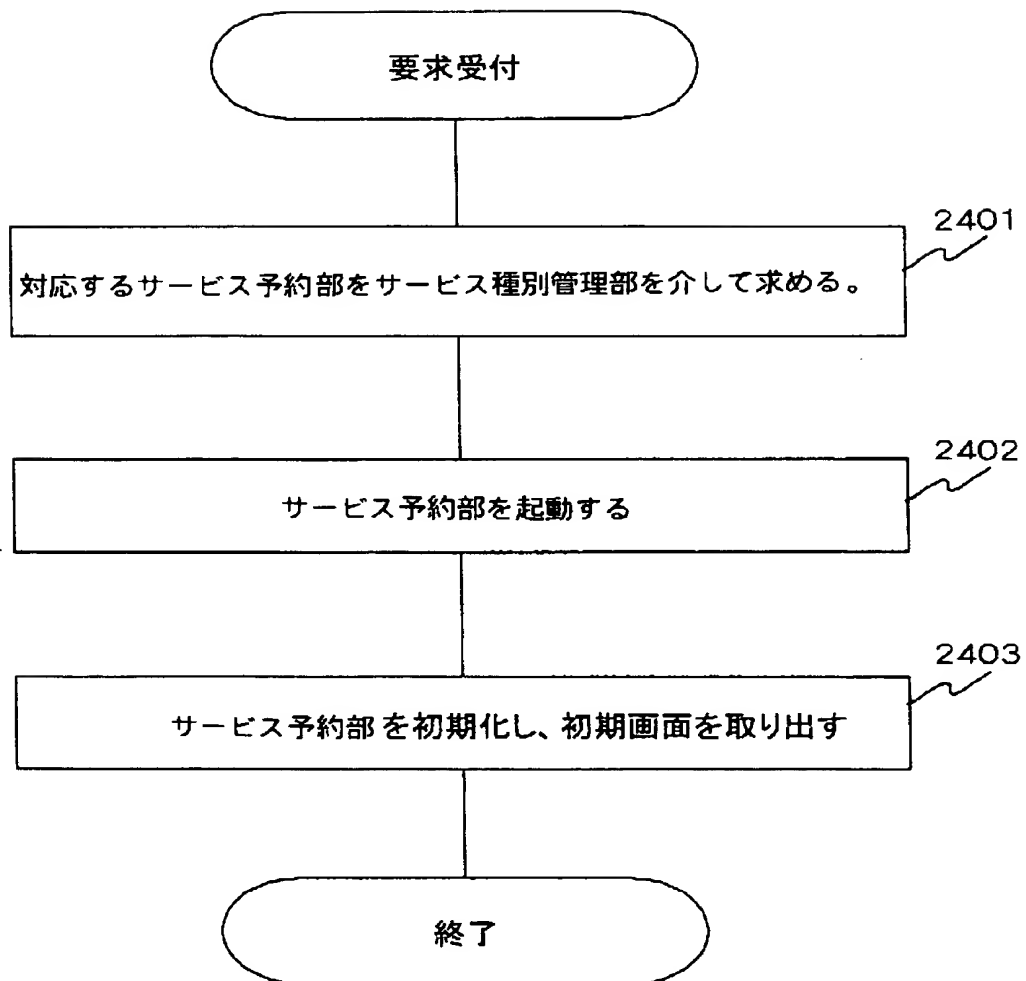 要求受付
2401
対応するサービス予約部をサービス種別管理部を介して求める。
2402
サービス予約部を起動する
2403
サービス予約部を初期化し、初期画面を取り出す
終了